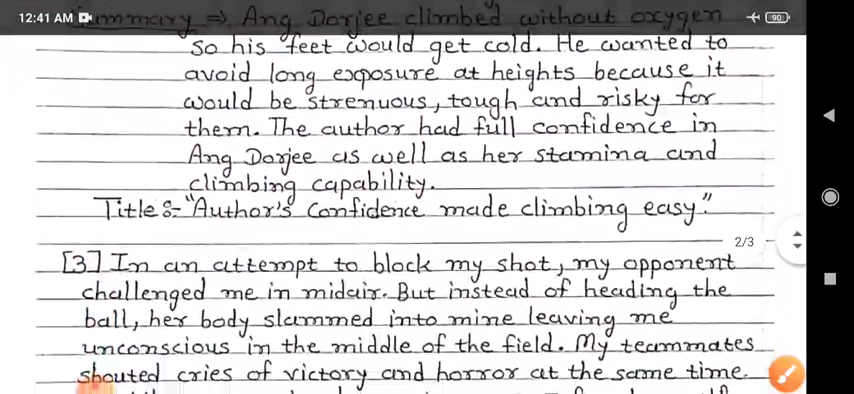 12:41 AM
90
Summary ⇒ Ang Dorjee climbed without oxygen
so his feet would get cold. He wanted to
avoid long exposure at heights because it
would be strenuous, tough and risky for
them. The author had full confidence in
Ang Dorjee as well as her stamina and
climbing capability.
Title :- "Author's Confidence made climbing easy."
2/3
[3] In an attempt to block my shot, my opponent
challenged me in midair. But instead of heading the
ball, her body slammed into mine leaving me
unconscious in the middle of the field. My teammates
shouted cries of victory and horror at the same time.